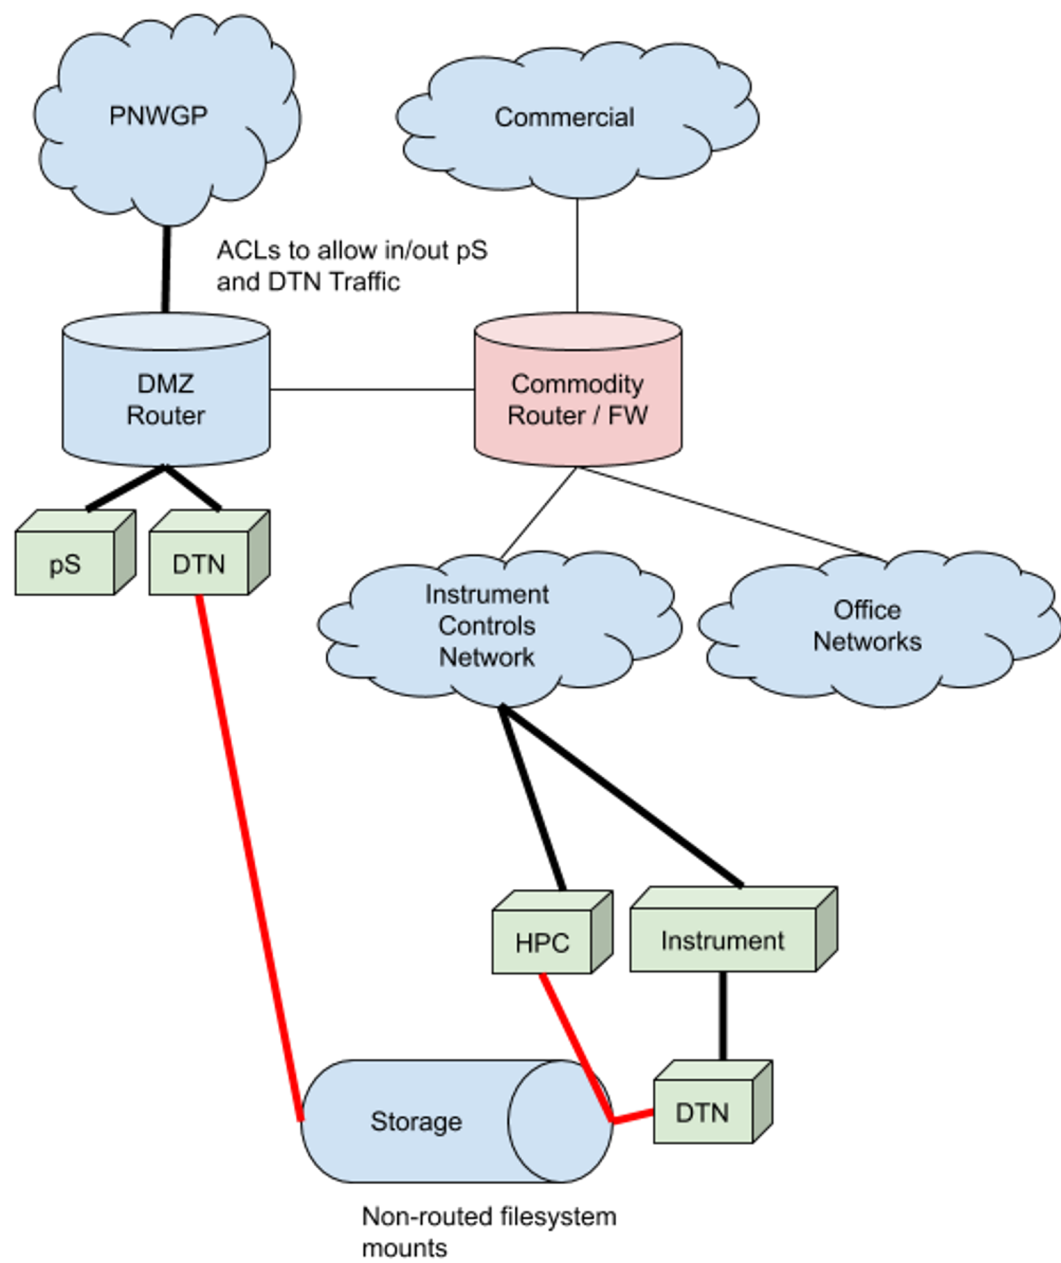 PNWGP
Commercial
ACLs to allow in/out pS
and DTN Traffic
DMZ
Router
Commodity
Router / FW
pS
DTN
Instrument
Controls
Network
Office
Networks
HPC
Instrument
Storage
DTN
Non-routed filesystem
mounts